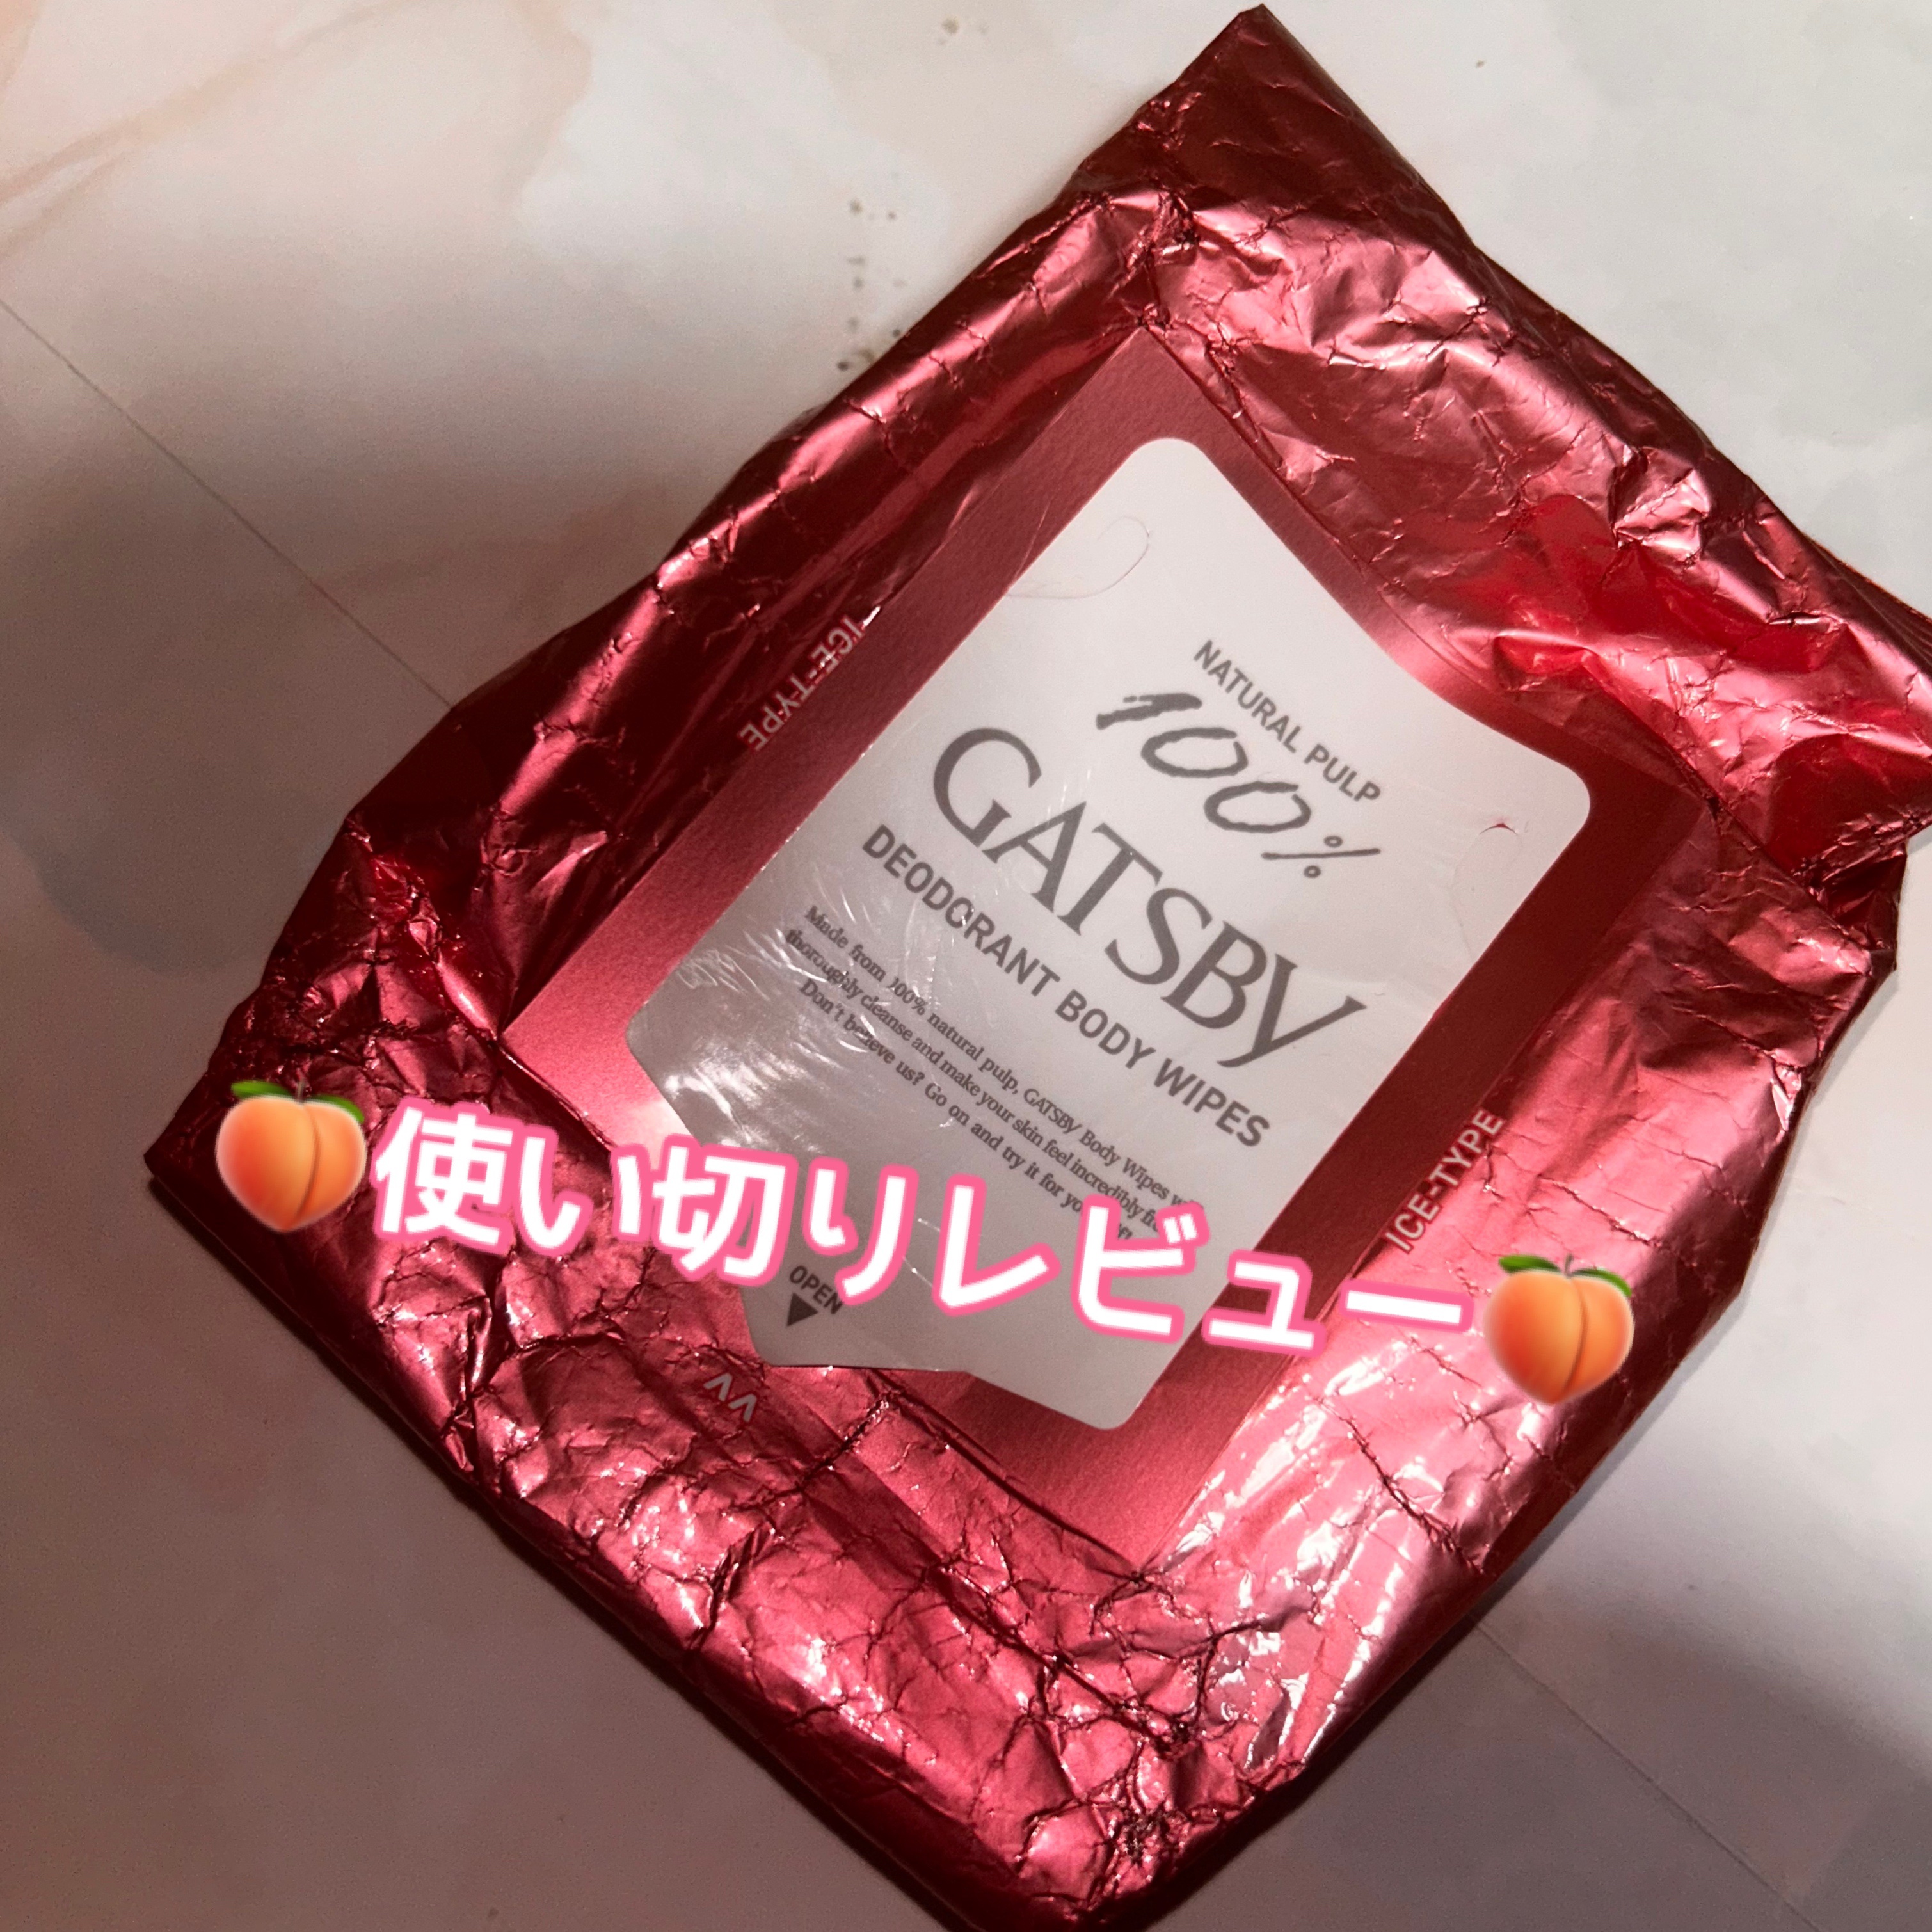 ICE-TYPE
NATURAL PULP
100%
GATSBY
DEODORANT BODY WIPES
Made from 100% natural pulp, GATSBY Body Wipes
thoroughly cleanse and make your skin feel incredibly
Don't believe us? Go on and try it for
ICE-TYPE
🍑使い切りレビュー🍑
OPEN